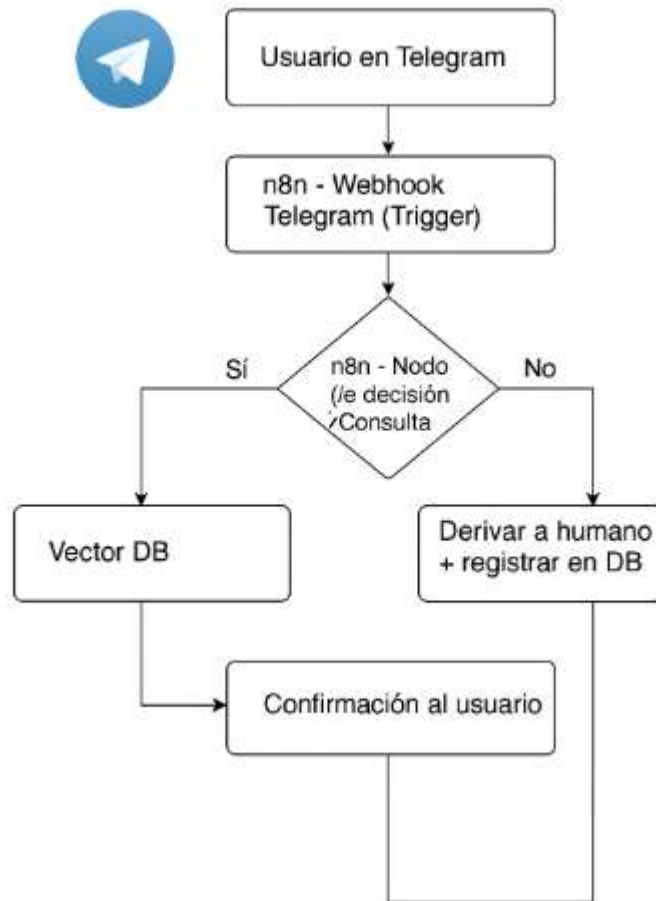 Usuario en Telegram
n8n - Webhook
Telegram (Trigger)
Sí
n8n - Nodo
No
(/e decisión
Consulta
Vector DB
Derivar a humano
+ registrar en DB
Confirmación al usuario